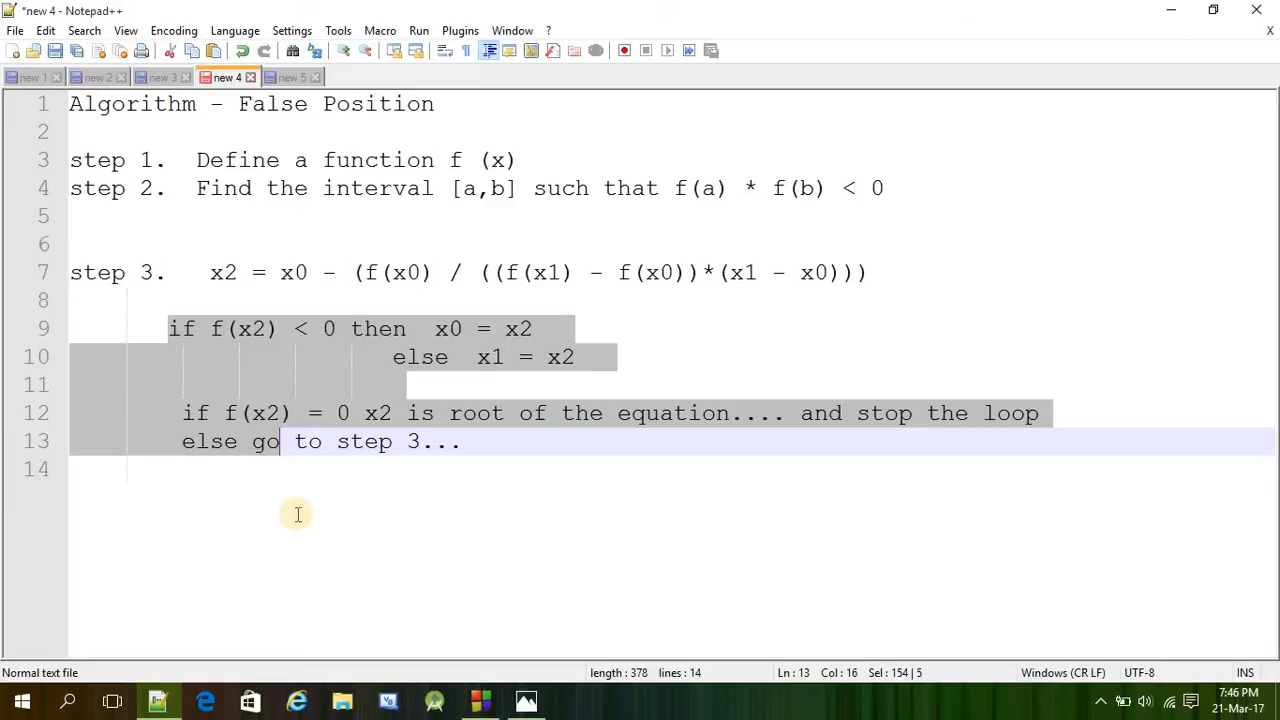 *new 4 - Notepad++
File Edit Search View Encoding Language Settings Tools Macro Run Plugins Window ? X
new 1 new 2 new 3 new 4 new 5
1 Algorithm - False Position
2
3 step 1. Define a function f (x)
4 step 2. Find the interval [a,b] such that f(a) * f(b) < 0
5
6
7 step 3. x2 = x0 - (f(x0) / ((f(x1) - f(x0))*(x1 - x0)))
8
9 if f(x2) < 0 then x0 = x2
10 else x1 = x2
11
12 if f(x2) = 0 x2 is root of the equation.... and stop the loop
13 else go to step 3...
14
Normal text file length : 378 lines : 14 Ln : 13 Col : 16 Sel : 154 | 5 Windows (CR LF) UTF-8 INS
7:46 PM
21-Mar-17